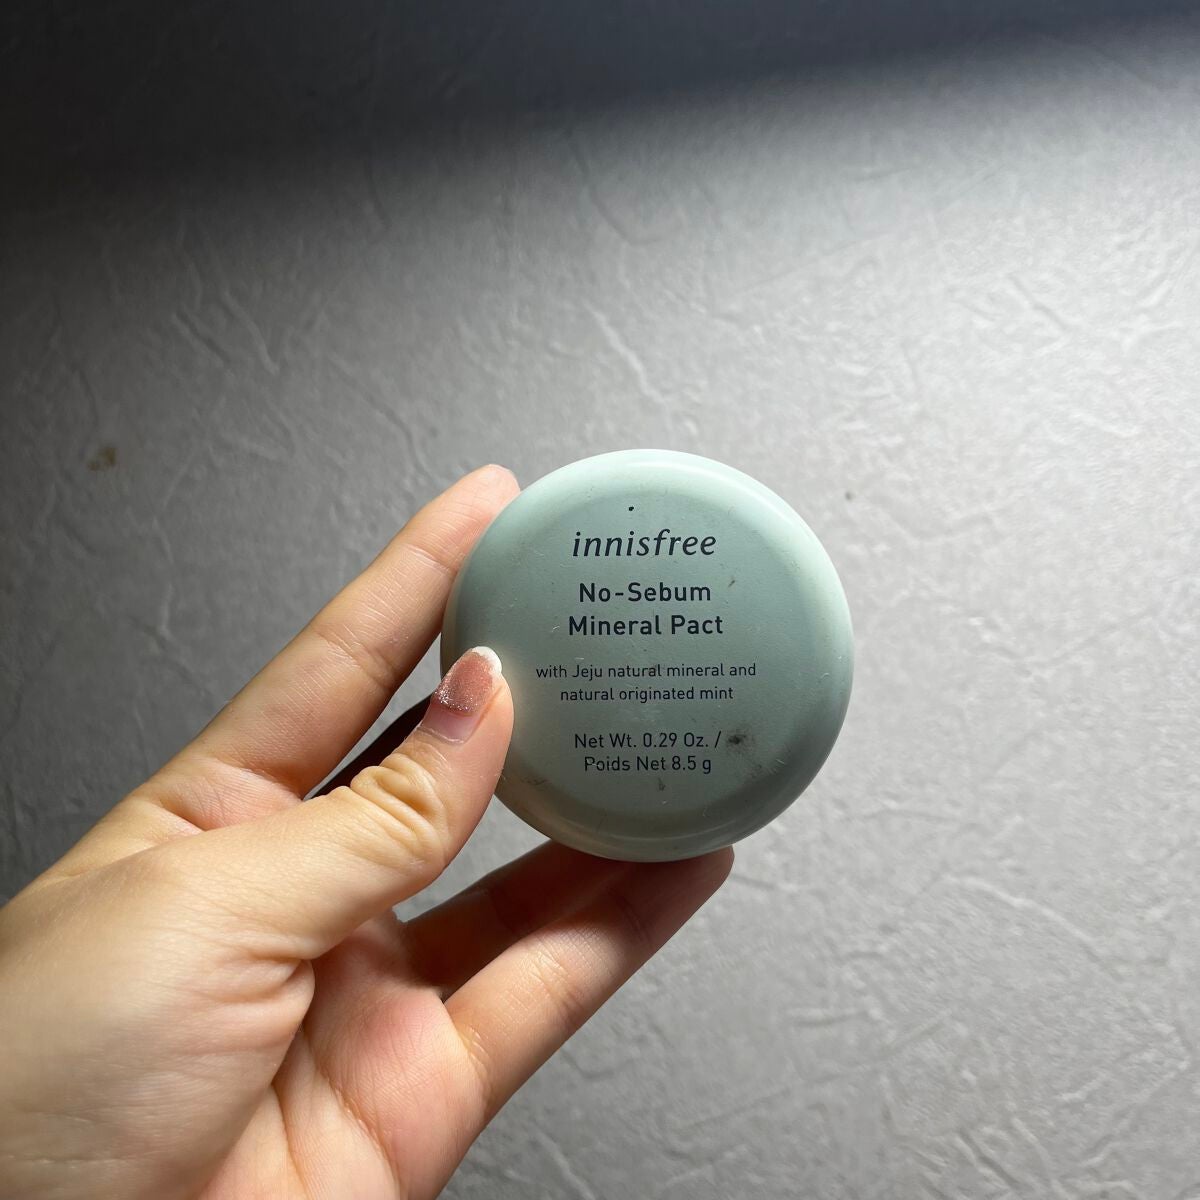 innisfree
No-Sebum
Mineral Pact
with Jeju natural mineral and
natural originated mint
Net Wt. 0.29 Oz. /
Poids Net 8.5 g